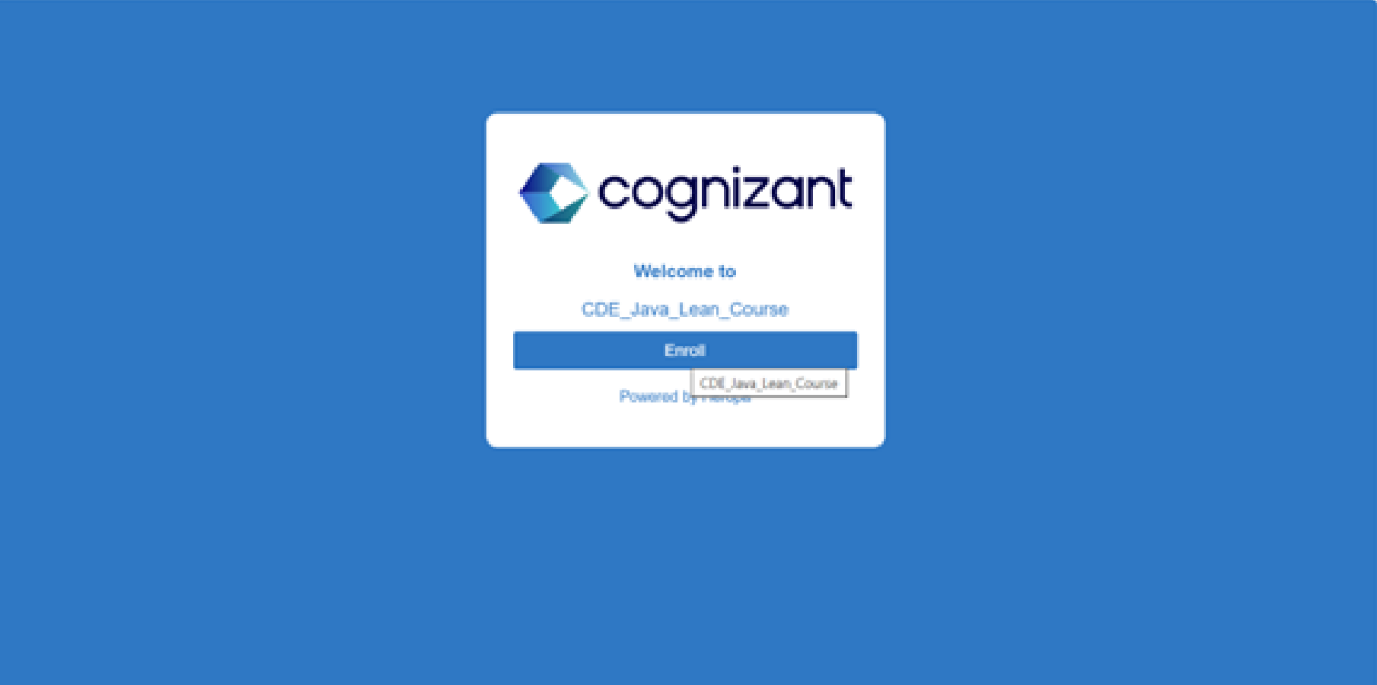 cognizant
Welcome to
CDE_Java_Lean_Course
Enroll
CDE_Java_Lean_Course
Powered by